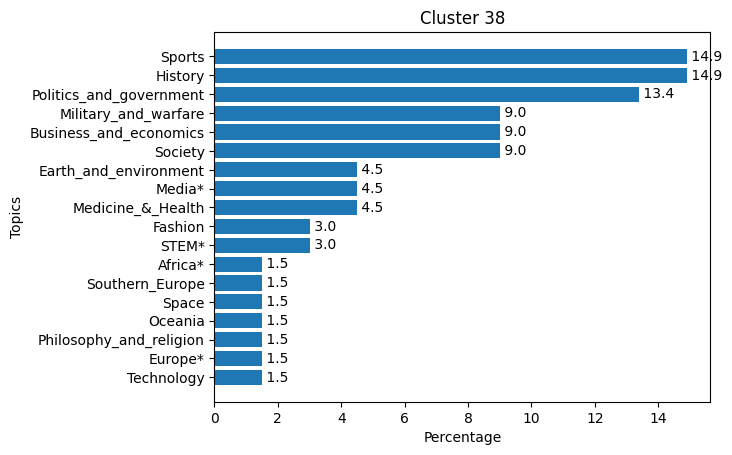 Cluster 38
Topics
Sports 14.9
History 14.9
Politics_and_government 13.4
Military_and_warfare 9.0
Business_and_economics 9.0
Society 9.0
Earth_and_environment 4.5
Media* 4.5
Medicine_&_Health 4.5
Fashion 3.0
STEM* 3.0
Africa* 1.5
Southern_Europe 1.5
Space 1.5
Oceania 1.5
Philosophy_and_religion 1.5
Europe* 1.5
Technology 1.5
0 2 4 6 8 10 12 14
Percentage